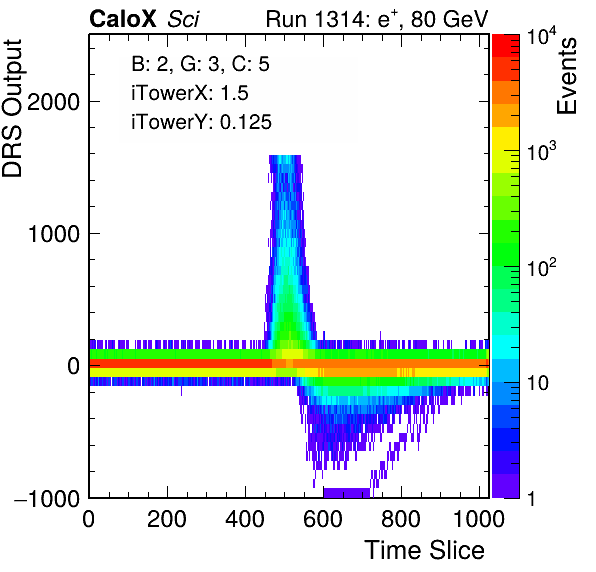 CaloX Sci Run 1314: e+, 80 GeV
B: 2, G: 3, C: 5
iTowerX: 1.5
iTowerY: 0.125
DRS Output
2000
1000
0
−1000
0 200 400 600 800 1000
Time Slice
Events
10^4
10^3
10^2
10
1